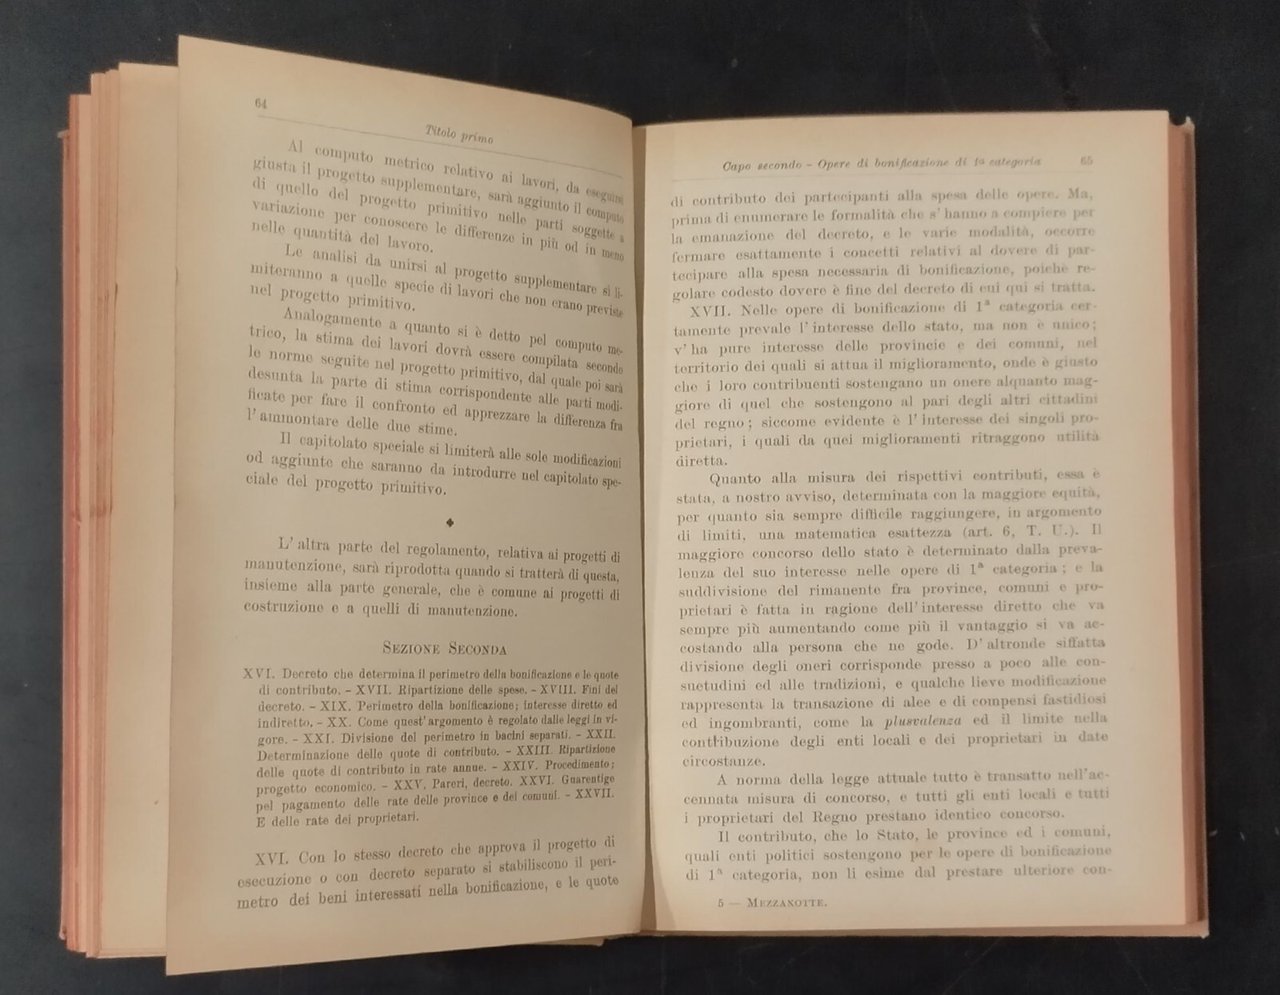 64
Titolo primo
Al computo metrico relativo ai lavori, da eseguirsi
giusta il progetto supplementare, sarà aggiunto il computo
di quello del progetto primitivo nelle parti soggette a
variazione per conoscere le differenze in più od in meno
nelle quantità del lavoro.
Le analisi da unirsi al progetto supplementare si li-
miteranno a quelle specie di lavori che non erano previste
nel progetto primitivo.
Analogamente a quanto si è detto pel computo me-
trico, la stima dei lavori dovrà essere compilata secondo
le norme seguite nel progetto primitivo, dal quale poi sarà
desunta la parte di stima corrispondente alle parti modi-
ficate per fare il confronto ed apprezzare la differenza fra
l'ammontare delle due stime.
Il capitolato speciale si limiterà alle sole modificazioni
od aggiunte che saranno da introdurre nel capitolato spe-
ciale del progetto primitivo.
L'altra parte del regolamento, relativa ai progetti di
manutenzione, sarà riprodotta quando si tratterà di questa,
insieme alla parte generale, che è comune ai progetti di
costruzione e a quelli di manutenzione.
SEZIONE SECONDA
XVI. Decreto che determina il perimetro della bonificazione e le quote
di contributo. - XVII. Ripartizione delle spese. - XVIII. Fini del
decreto. - XIX. Perimetro della bonificazione; interesse diretto ed
indiretto. - XX. Come quest'argomento è regolato dalle leggi in vi-
gore. - XXI. Divisione del perimetro in bacini separati. - XXII.
Determinazione delle quote di contributo. - XXIII. Ripartizione
delle quote di contributo in rate annue. - XXIV. Procedimento;
progetto economico. - XXV. Pareri, decreto. XXVI. Guarentige
pel pagamento delle rate delle province e dei comuni. - XXVII.
E delle rate dei proprietari.
XVI. Con lo stesso decreto che approva il progetto di
esecuzione o con decreto separato si stabiliscono il peri-
metro dei beni interessati nella bonificazione, e le quote
Capo secondo - Opere di bonificazione di 1ª categoria 65
di contributo dei partecipanti alla spesa delle opere. Ma,
prima di enumerare le formalità che s'hanno a compiere per
la emanazione del decreto, e le varie modalità, occorre
fermare esattamente i concetti relativi al dovere di par-
tecipare alla spesa necessaria di bonificazione, poichè re-
golare codesto dovere è fine del decreto di cui qui si tratta.
XVII. Nelle opere di bonificazione di 1ª categoria cer-
tamente prevale l'interesse dello stato, ma non è unico;
v'ha pure interesse delle provincie e dei comuni, nel
territorio dei quali si attua il miglioramento, onde è giusto
che i loro contribuenti sostengano un onere alquanto mag-
giore di quel che sostengono al pari degli altri cittadini
del regno; siccome evidente è l'interesse dei singoli pro-
prietari, i quali da quei miglioramenti ritraggono utilità
diretta.
Quanto alla misura dei rispettivi contributi, essa è
stata, a nostro avviso, determinata con la maggiore equità,
per quanto sia sempre difficile raggiungere, in argomento
di limiti, una matematica esattezza (art. 6, T. U.). Il
maggiore concorso dello stato è determinato dalla preva-
lenza del suo interesse nelle opere di 1ª categoria; e la
suddivisione del rimanente fra province, comuni e pro-
prietari è fatta in ragione dell'interesse diretto che va
sempre più aumentando come più il vantaggio si va ac-
costando alla persona che ne gode. D'altronde siffatta
divisione degli oneri corrisponde presso a poco alle con-
suetudini ed alle tradizioni, e qualche lieve modificazione
rappresenta la transazione di alee e di compensi fastidiosi
ed ingombranti, come la plusvalenza ed il limite nella
contribuzione degli enti locali e dei proprietari in date
circostanze.
A norma della legge attuale tutto è transatto nell'ac-
cennata misura di concorso, e tutti gli enti locali e tutti
i proprietari del Regno prestano identico concorso.
Il contributo, che lo Stato, le province ed i comuni,
quali enti politici sostengono per le opere di bonificazione
di 1ª categoria, non li esime dal prestare ulteriore con-
5 — MEZZANOTTE.